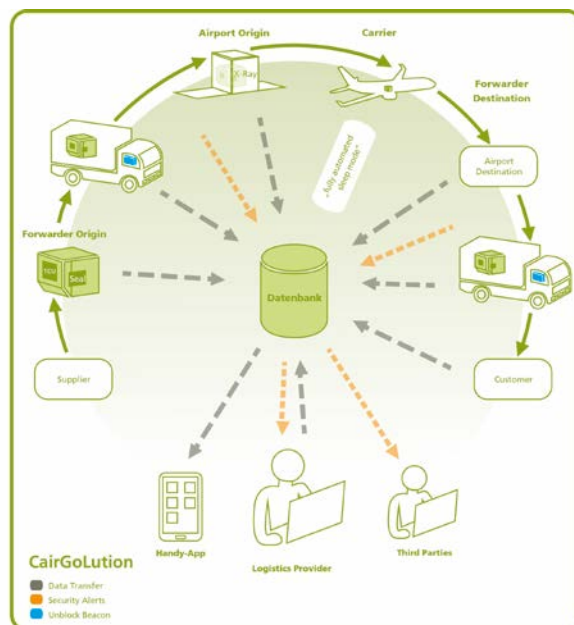 Airport Origin
Carrier
X-Ray
Forwarder
Destination
„fully automated
sleep mode“
Airport
Destination
Forwarder Origin
Seal
Datenbank
Supplier
Customer
Handy-App
Logistics Provider
Third Parties
CairGoLution
Data Transfer
Security Alerts
Unblock Beacon